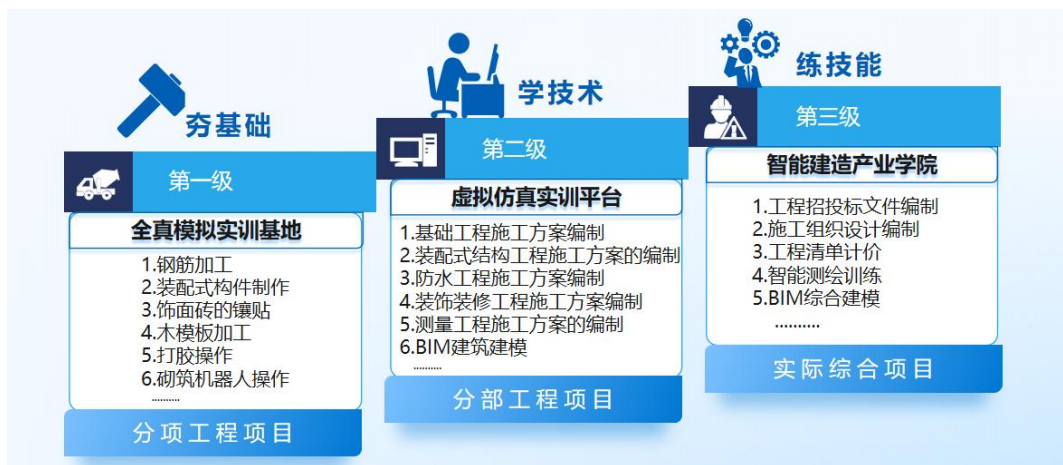 夯基础
第一级
全真模拟实训基地
1.钢筋加工
2.装配式构件制作
3.饰面砖的镶贴
4.木模板加工
5.打胶操作
6.砌筑机器人操作
..........
分项工程项目
学技术
第二级
虚拟仿真实训平台
1.基础工程施工方案编制
2.装配式结构工程施工方案的编制
3.防水工程施工方案编制
4.装饰装修工程施工方案编制
5.测量工程施工方案的编制
6.BIM建筑建模
..........
分部工程项目
练技能
第三级
智能建造产业学院
1.工程招投标文件编制
2.施工组织设计编制
3.工程清单计价
4.智能测绘训练
5.BIM综合建模
..........
实际综合项目